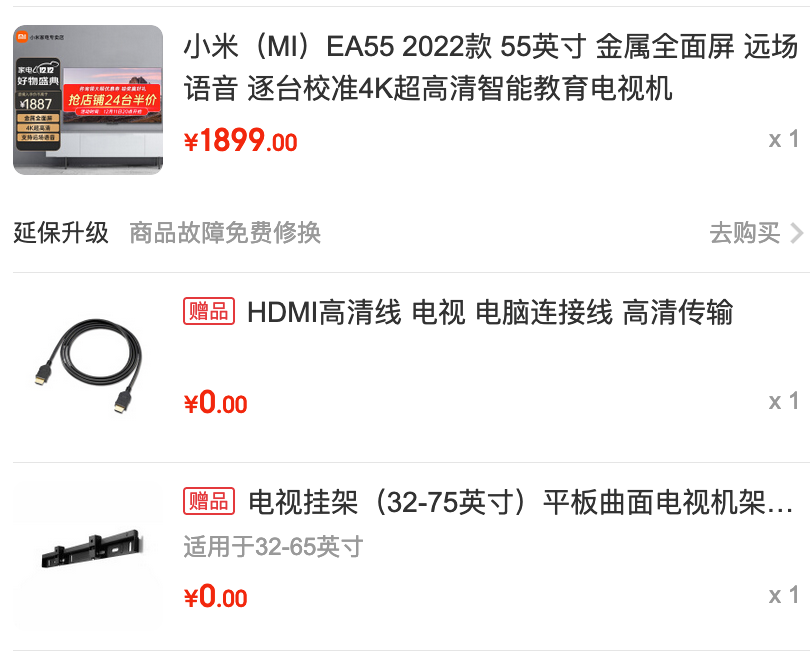 小米家电专卖店
小米（MI）EA55 2022款 55英寸 金属全面屏 远场
语音 逐台校准4K超高清智能教育电视机
好物盛典
¥1887
抢店铺24台半价
金属全面屏
4K超高清
支持远场语音
¥1899.00
x 1
延保升级 商品故障免费修换 去购买
赠品 HDMI高清线 电视 电脑连接线 高清传输
¥0.00
x 1
赠品 电视挂架（32-75英寸）平板曲面电视机架...
适用于32-65英寸
¥0.00
x 1